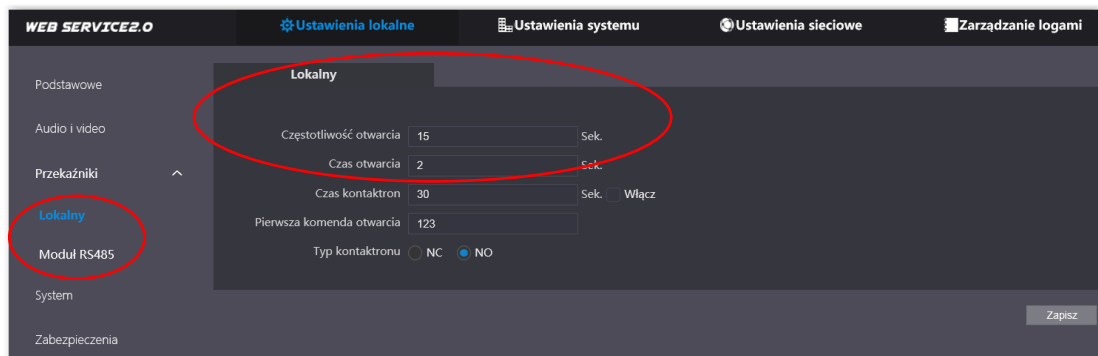 WEB SERVICE2.0 Ustawienia lokalne Ustawienia systemu Ustawienia sieciowe Zarządzanie logami
Podstawowe
Audio i video
Przekaźniki
Lokalny
Moduł RS485
System
Zabezpieczenia
Lokalny
Częstotliwość otwarcia 15 Sek.
Czas otwarcia 2 Sek.
Czas kontaktron 30 Sek. Włącz
Pierwsza komenda otwarcia 123
Typ kontaktronu NC NO
Zapisz